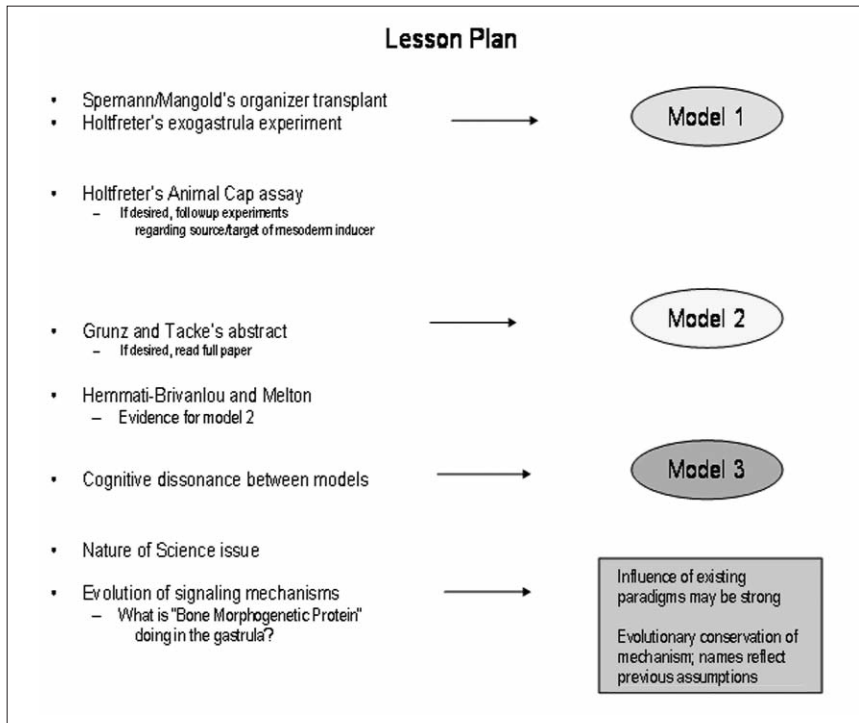 Lesson Plan
• Spemann/Mangold's organizer transplant
• Holtfreter's exogastrula experiment
Model 1
• Holtfreter's Animal Cap assay
– If desired, followup experiments
regarding source/target of mesoderm inducer
Model 2
• Grunz and Tacke's abstract
– If desired, read full paper
• Hemmati-Brivanlou and Melton
– Evidence for model 2
• Cognitive dissonance between models
Model 3
• Nature of Science issue
• Evolution of signaling mechanisms
– What is "Bone Morphogenetic Protein"
doing in the gastrula?
Influence of existing
paradigms may be strong
Evolutionary conservation of
mechanism; names reflect
previous assumptions